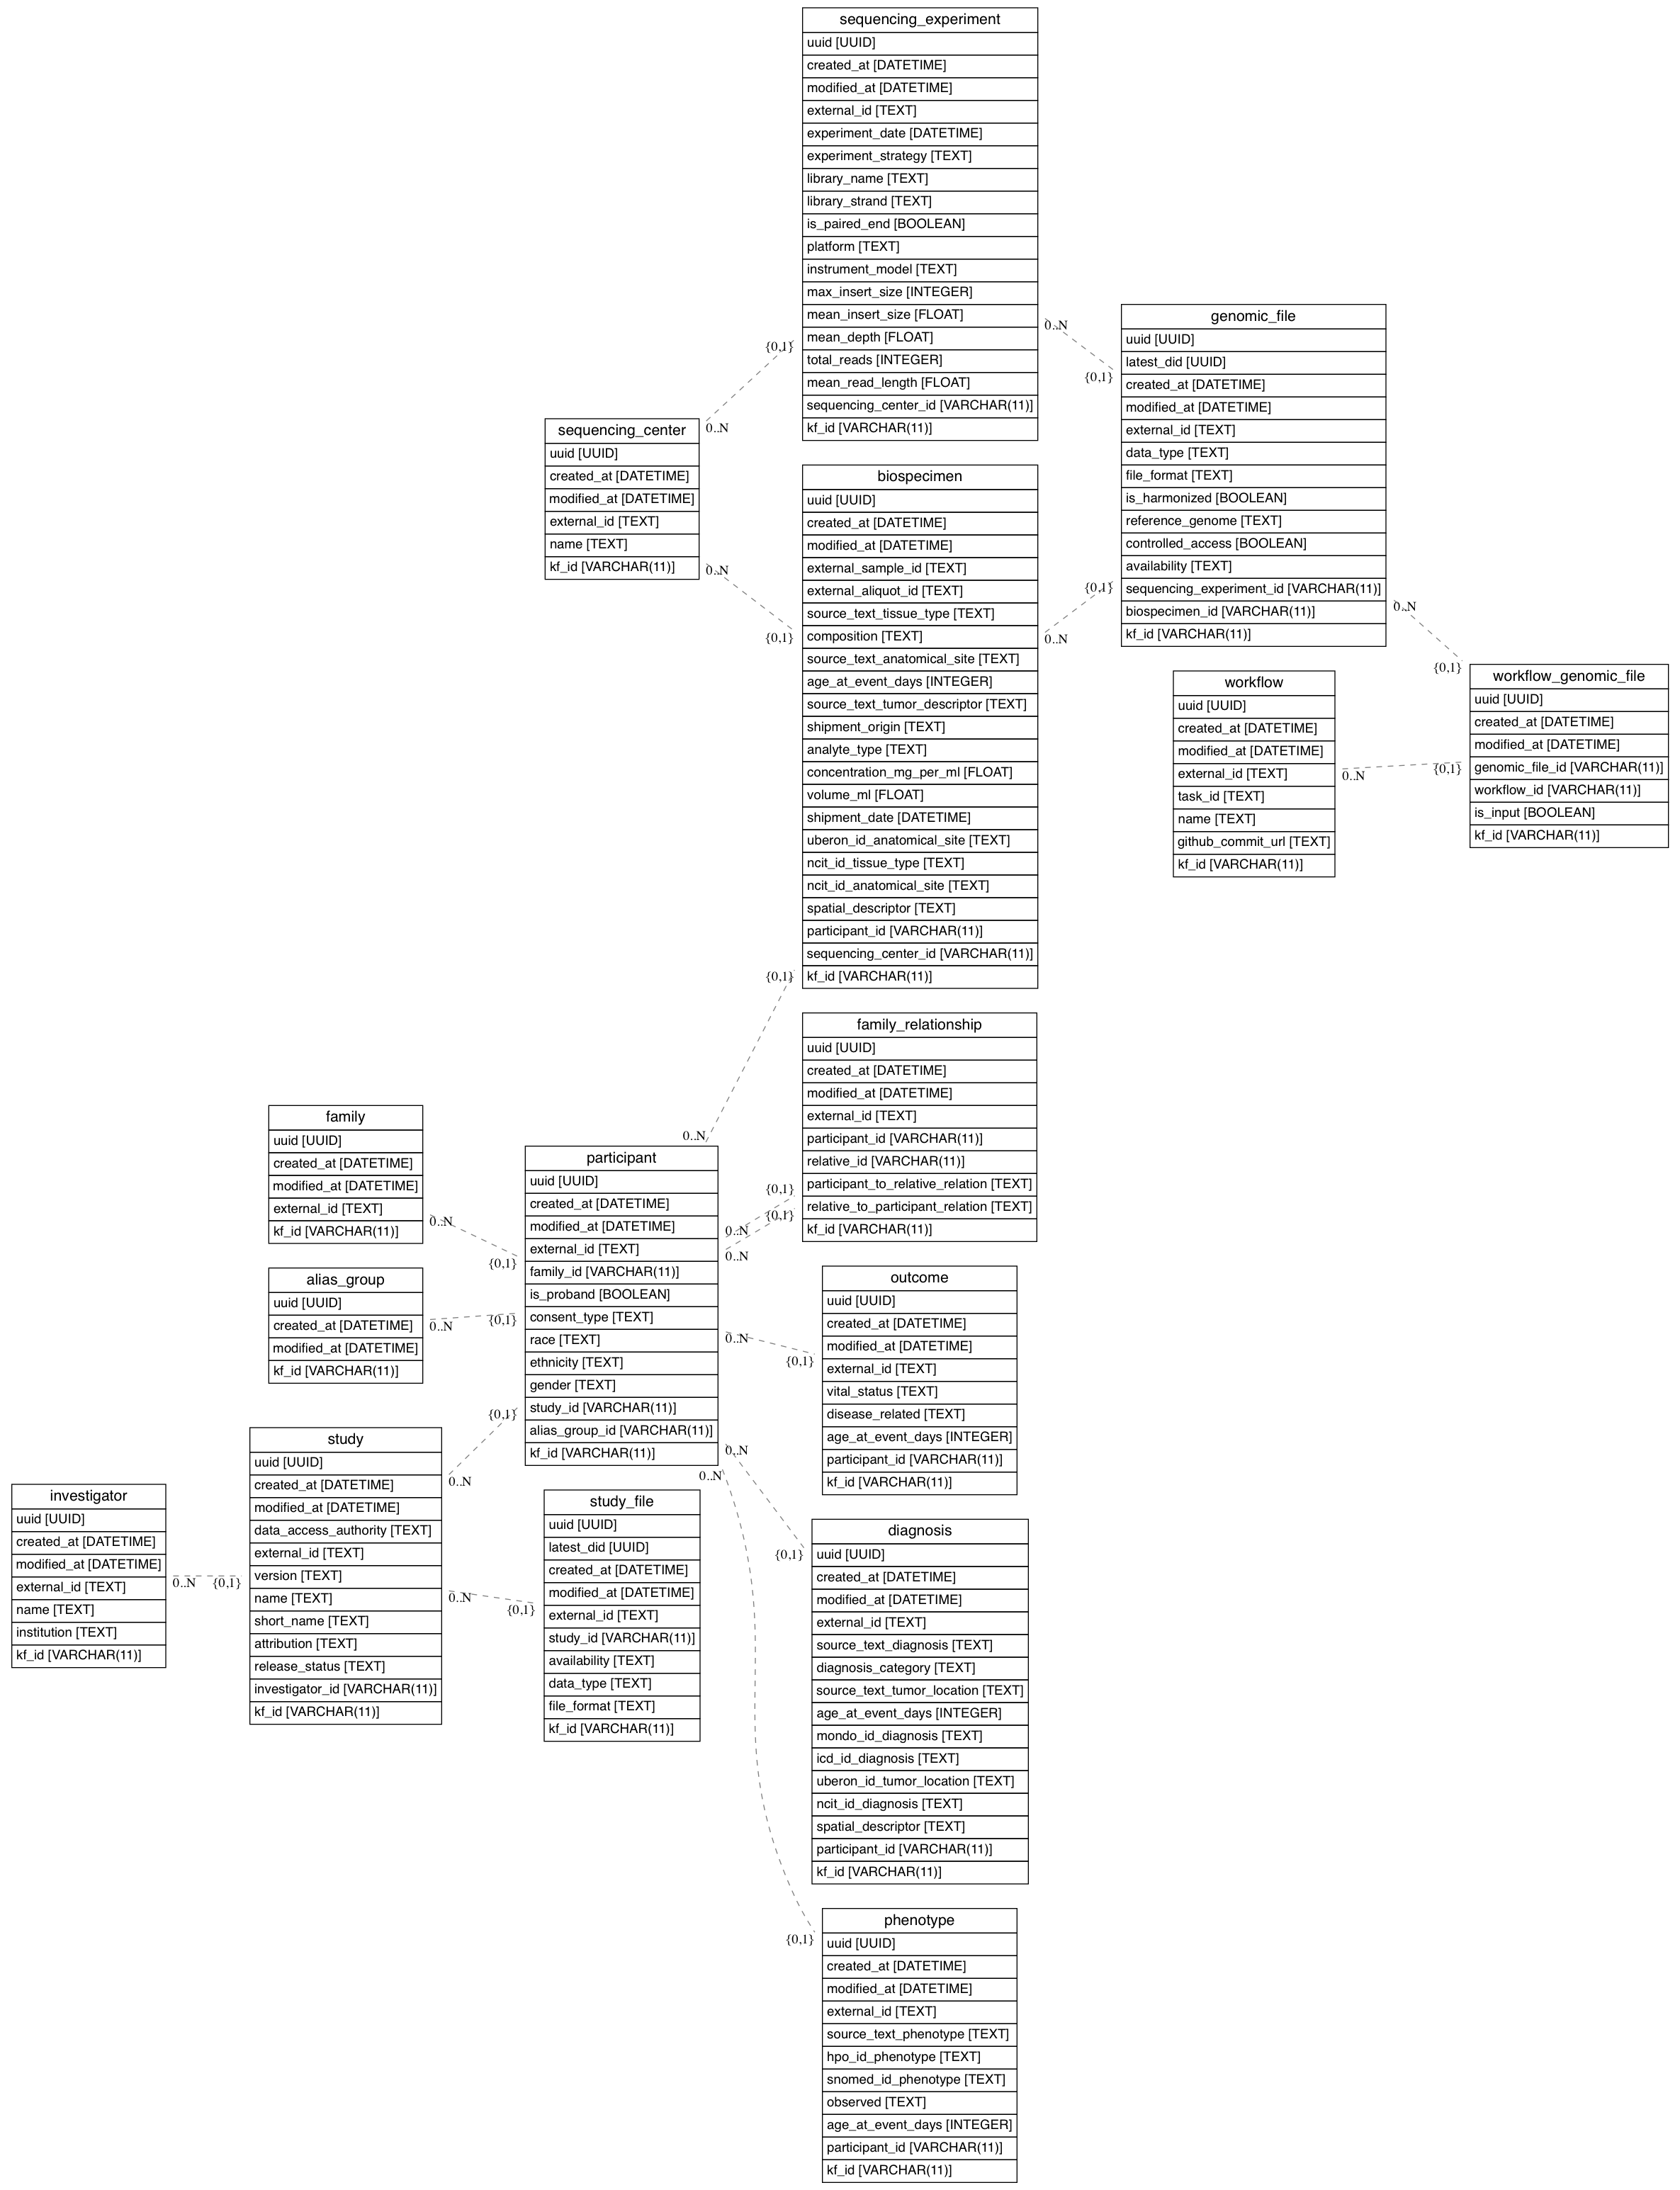 sequencing_experiment
uuid [UUID]
created_at [DATETIME]
modified_at [DATETIME]
external_id [TEXT]
experiment_date [DATETIME]
experiment_strategy [TEXT]
library_name [TEXT]
library_strand [TEXT]
is_paired_end [BOOLEAN]
platform [TEXT]
instrument_model [TEXT]
max_insert_size [INTEGER]
mean_insert_size [FLOAT]
mean_depth [FLOAT]
total_reads [INTEGER]
mean_read_length [FLOAT]
sequencing_center_id [VARCHAR(11)]
kf_id [VARCHAR(11)]
0..N
{0,1}
{0,1}
0..N
genomic_file
uuid [UUID]
latest_did [UUID]
created_at [DATETIME]
modified_at [DATETIME]
external_id [TEXT]
data_type [TEXT]
file_format [TEXT]
is_harmonized [BOOLEAN]
reference_genome [TEXT]
controlled_access [BOOLEAN]
availability [TEXT]
sequencing_experiment_id [VARCHAR(11)]
biospecimen_id [VARCHAR(11)]
kf_id [VARCHAR(11)]
sequencing_center
uuid [UUID]
created_at [DATETIME]
modified_at [DATETIME]
external_id [TEXT]
name [TEXT]
kf_id [VARCHAR(11)]
0..N
{0,1}
biospecimen
uuid [UUID]
created_at [DATETIME]
modified_at [DATETIME]
external_sample_id [TEXT]
external_aliquot_id [TEXT]
source_text_tissue_type [TEXT]
composition [TEXT]
source_text_anatomical_site [TEXT]
age_at_event_days [INTEGER]
source_text_tumor_descriptor [TEXT]
shipment_origin [TEXT]
analyte_type [TEXT]
concentration_mg_per_ml [FLOAT]
volume_ml [FLOAT]
shipment_date [DATETIME]
uberon_id_anatomical_site [TEXT]
ncit_id_tissue_type [TEXT]
ncit_id_anatomical_site [TEXT]
spatial_descriptor [TEXT]
participant_id [VARCHAR(11)]
sequencing_center_id [VARCHAR(11)]
kf_id [VARCHAR(11)]
{0,1}
0..N
0..N
{0,1}
workflow
uuid [UUID]
created_at [DATETIME]
modified_at [DATETIME]
external_id [TEXT]
task_id [TEXT]
name [TEXT]
github_commit_url [TEXT]
kf_id [VARCHAR(11)]
0..N
{0,1}
workflow_genomic_file
uuid [UUID]
created_at [DATETIME]
modified_at [DATETIME]
genomic_file_id [VARCHAR(11)]
workflow_id [VARCHAR(11)]
is_input [BOOLEAN]
kf_id [VARCHAR(11)]
{0,1}
0..N
family_relationship
uuid [UUID]
created_at [DATETIME]
modified_at [DATETIME]
external_id [TEXT]
participant_id [VARCHAR(11)]
relative_id [VARCHAR(11)]
participant_to_relative_relation [TEXT]
relative_to_participant_relation [TEXT]
kf_id [VARCHAR(11)]
family
uuid [UUID]
created_at [DATETIME]
modified_at [DATETIME]
external_id [TEXT]
kf_id [VARCHAR(11)]
0..N
{0,1}
participant
uuid [UUID]
created_at [DATETIME]
modified_at [DATETIME]
external_id [TEXT]
family_id [VARCHAR(11)]
is_proband [BOOLEAN]
consent_type [TEXT]
race [TEXT]
ethnicity [TEXT]
gender [TEXT]
study_id [VARCHAR(11)]
alias_group_id [VARCHAR(11)]
kf_id [VARCHAR(11)]
{0,1}
{0,1}
0..N
0..N
alias_group
uuid [UUID]
created_at [DATETIME]
modified_at [DATETIME]
kf_id [VARCHAR(11)]
0..N
{0,1}
outcome
uuid [UUID]
created_at [DATETIME]
modified_at [DATETIME]
external_id [TEXT]
vital_status [TEXT]
disease_related [TEXT]
age_at_event_days [INTEGER]
participant_id [VARCHAR(11)]
kf_id [VARCHAR(11)]
0..N
{0,1}
study
uuid [UUID]
created_at [DATETIME]
modified_at [DATETIME]
data_access_authority [TEXT]
external_id [TEXT]
version [TEXT]
name [TEXT]
short_name [TEXT]
attribution [TEXT]
release_status [TEXT]
investigator_id [VARCHAR(11)]
kf_id [VARCHAR(11)]
{0,1}
0..N
investigator
uuid [UUID]
created_at [DATETIME]
modified_at [DATETIME]
external_id [TEXT]
name [TEXT]
institution [TEXT]
kf_id [VARCHAR(11)]
0..N
{0,1}
study_file
uuid [UUID]
latest_did [UUID]
created_at [DATETIME]
modified_at [DATETIME]
external_id [TEXT]
study_id [VARCHAR(11)]
availability [TEXT]
data_type [TEXT]
file_format [TEXT]
kf_id [VARCHAR(11)]
0..N
{0,1}
0..N
0..N
{0,1}
diagnosis
uuid [UUID]
created_at [DATETIME]
modified_at [DATETIME]
external_id [TEXT]
source_text_diagnosis [TEXT]
diagnosis_category [TEXT]
source_text_tumor_location [TEXT]
age_at_event_days [INTEGER]
mondo_id_diagnosis [TEXT]
icd_id_diagnosis [TEXT]
uberon_id_tumor_location [TEXT]
ncit_id_diagnosis [TEXT]
spatial_descriptor [TEXT]
participant_id [VARCHAR(11)]
kf_id [VARCHAR(11)]
{0,1}
phenotype
uuid [UUID]
created_at [DATETIME]
modified_at [DATETIME]
external_id [TEXT]
source_text_phenotype [TEXT]
hpo_id_phenotype [TEXT]
snomed_id_phenotype [TEXT]
observed [TEXT]
age_at_event_days [INTEGER]
participant_id [VARCHAR(11)]
kf_id [VARCHAR(11)]